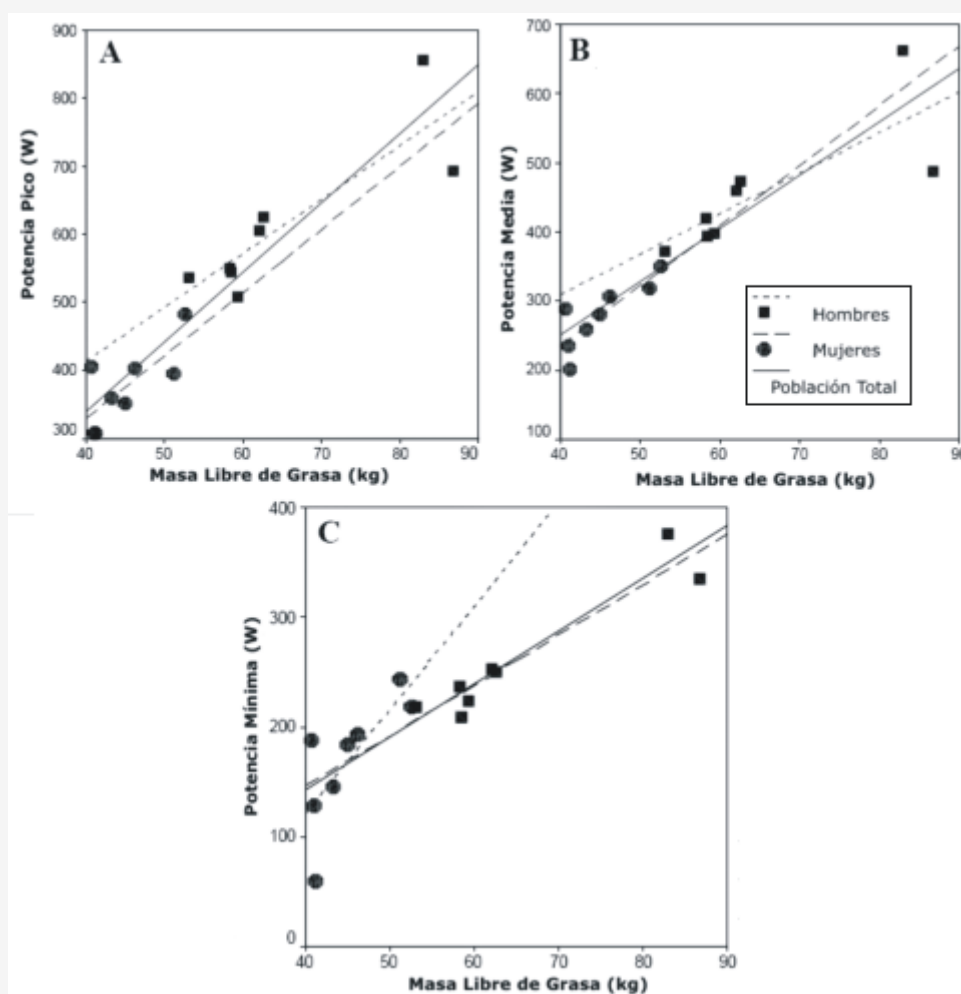 A
900
800
700
600
500
400
300
Potencia Pico (W)
40 50 60 70 80 90
Masa Libre de Grasa (kg)
B
700
600
500
400
300
200
100
Potencia Media (W)
Hombres
Mujeres
Población Total
40 50 60 70 80 90
Masa Libre de Grasa (kg)
C
400
300
200
100
0
Potencia Mínima (W)
40 50 60 70 80 90
Masa Libre de Grasa (kg)